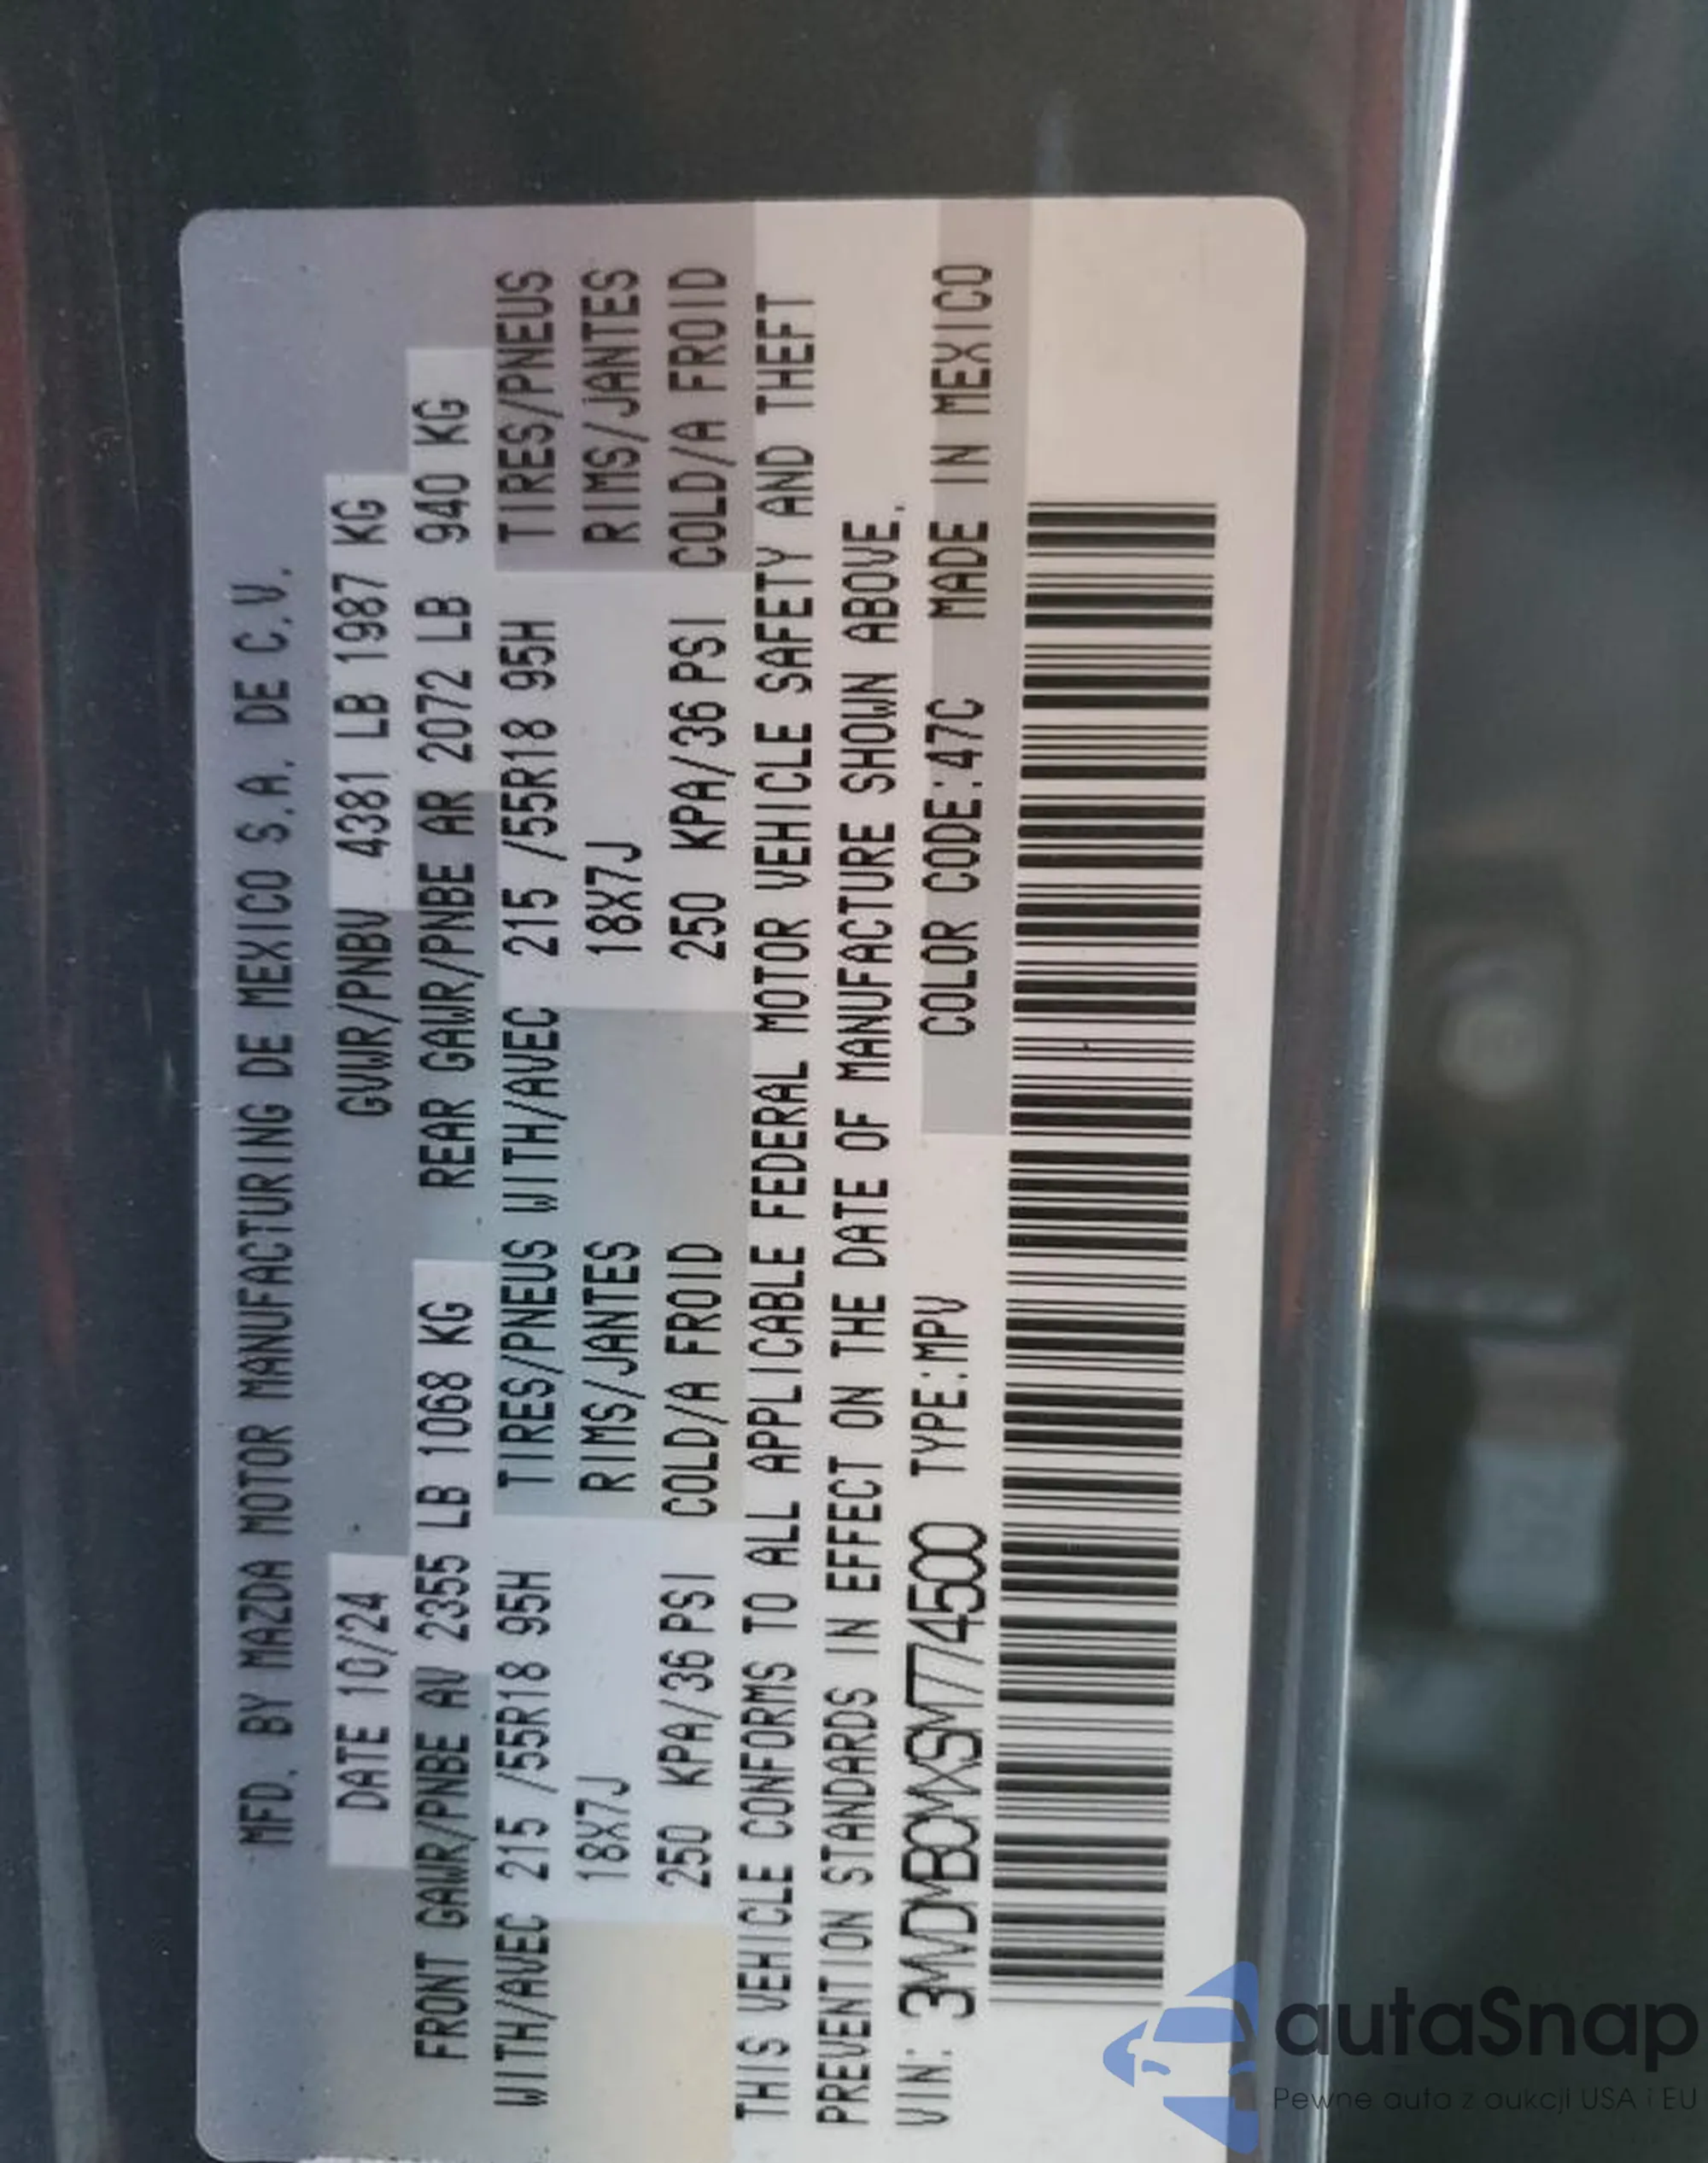 MFD. BY MAZDA MOTOR MANUFACTURING DE MEXICO S.A. DE C.V.
DATE 10/24 GVWR/PNBV 4381 LB 1987 KG
FRONT GAWR/PNBE AV 2355 LB 1068 KG REAR GAWR/PNBE AR 2072 LB 940 KG
WITH/AVEC 215 /55R18 95H TIRES/PNEUS WITH/AVEC 215 /55R18 95H TIRES/PNEUS
18X7J RIMS/JANTES 18X7J RIMS/JANTES
250 KPA/36 PSI COLD/A FROID 250 KPA/36 PSI COLD/A FROID
THIS VEHICLE CONFORMS TO ALL APPLICABLE FEDERAL MOTOR VEHICLE SAFETY AND THEFT
PREVENTION STANDARDS IN EFFECT ON THE DATE OF MANUFACTURE SHOWN ABOVE.
VIN: 3MVDMBCMXSM774500 TYPE:MPV COLOR CODE:47C MADE IN MEXICO
autaSnap
Pewne auta z aukcji USA i EU